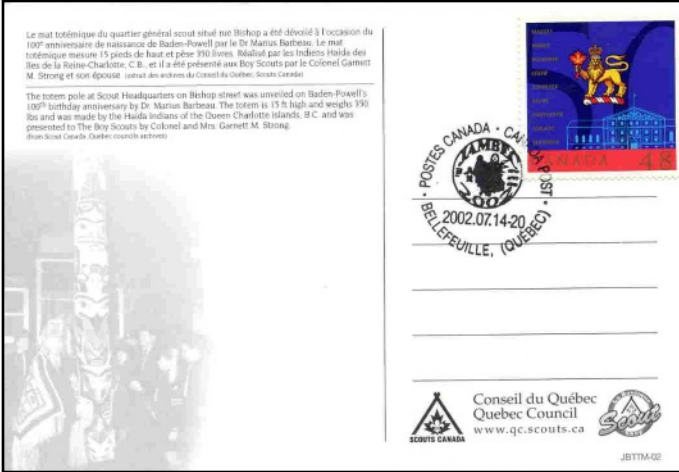 Le mat totémique du quartier général scout situé rue Bishop a été dévoilé à l'occasion du
100e anniversaire de naissance de Baden-Powell par le Dr Marius Barbeau. Le mat
totémique mesure 15 pieds de haut et pèse 350 livres. Réalisé par les Indiens Haida des
Iles de la Reine-Charlotte, C.B., et il a été présenté aux Boy Scouts par le Colonel Garnett
M. Strong et son épouse (extrait des archives du Conseil du Québec, Scouts Canada)
The totem pole at Scout Headquarters on Bishop street was unveiled on Baden-Powell's
100th birthday anniversary by Dr. Marius Barbeau. The totem is 15 ft high and weighs 350
lbs and was made by the Haida Indians of the Queen Charlotte Islands, B.C. and was
presented to The Boy Scouts by Colonel and Mrs. Garnett M. Strong.
(from Scout Canada, Quebec councils archives)
CANADA 48
POSTES CANADA · CANADA POST ·
JAMBEC
2002
2002.07.14-20
BELLEFEUILLE, (QUÉBEC)
Conseil du Québec
Quebec Council
www.qc.scouts.ca
SCOUTS CANADA
Scout
JBTTM-02